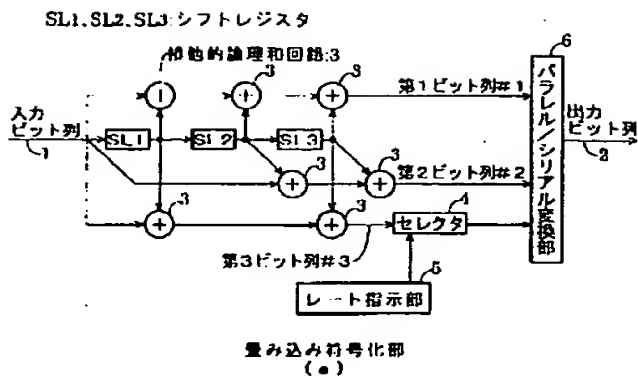 SL1,SL2,SL3:シフトレジスタ
排他的論理和回路:3
3
3
6
入力
ビット列
1
SL1
SL2
SL3
第1ビット列#1
3
3
第2ビット列#2
3
3
第3ビット列#3
セレクタ
4
レート指示部
5
パラレル/シリアル変換部
出力
ビット列
2
畳み込み符号化部
(a)